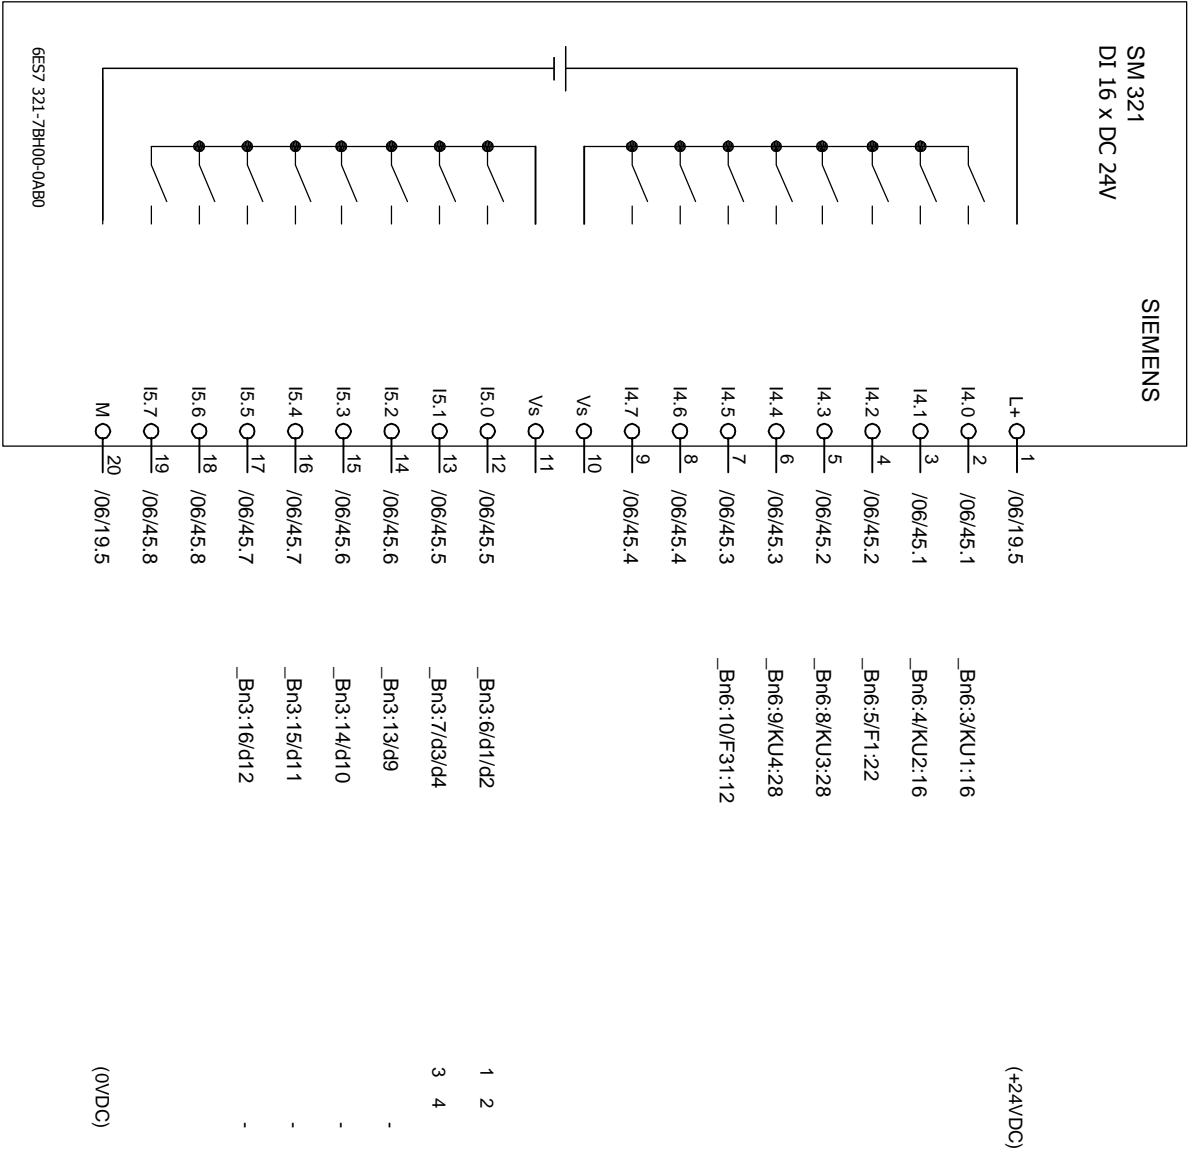 SM 321
DI 16 x DC 24V
SIEMENS
6ES7 321-7BH00-0AB0
L+ 1 /06/19.5 (+24VDC)
I4.0 2 /06/45.1 _Bn6:3/KU1:16
I4.1 3 /06/45.1 _Bn6:4/KU2:16
I4.2 4 /06/45.2 _Bn6:5/F1:22
I4.3 5 /06/45.2 _Bn6:8/KU3:28
I4.4 6 /06/45.3 _Bn6:9/KU4:28
I4.5 7 /06/45.3 _Bn6:10/F31:12
I4.6 8 /06/45.4
I4.7 9 /06/45.4
Vs 10
Vs 11
I5.0 12 /06/45.5 _Bn3:6/d1/d2 1 2
I5.1 13 /06/45.5 _Bn3:7/d3/d4 3 4
I5.2 14 /06/45.6 _Bn3:13/d9 -
I5.3 15 /06/45.6 _Bn3:14/d10 -
I5.4 16 /06/45.7 _Bn3:15/d11 -
I5.5 17 /06/45.7 _Bn3:16/d12 -
I5.6 18 /06/45.8
I5.7 19 /06/45.8
M 20 /06/19.5 (0VDC)